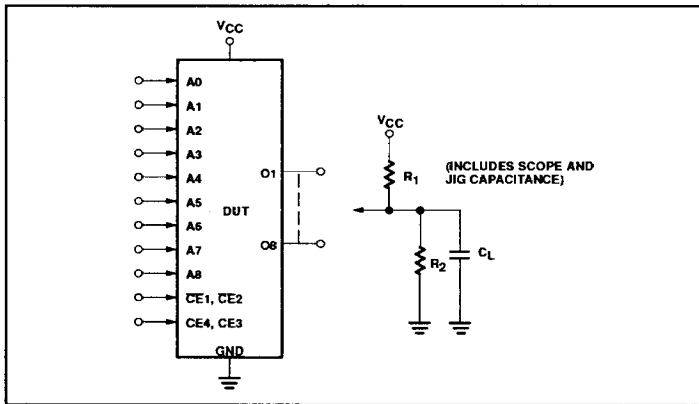 VCC
A0
A1
A2
A3
A4
A5
A6
A7
A8
CE1, CE2
CE4, CE3
DUT
O1
O8
GND
VCC
R1
(INCLUDES SCOPE AND
JIG CAPACITANCE)
R2
CL